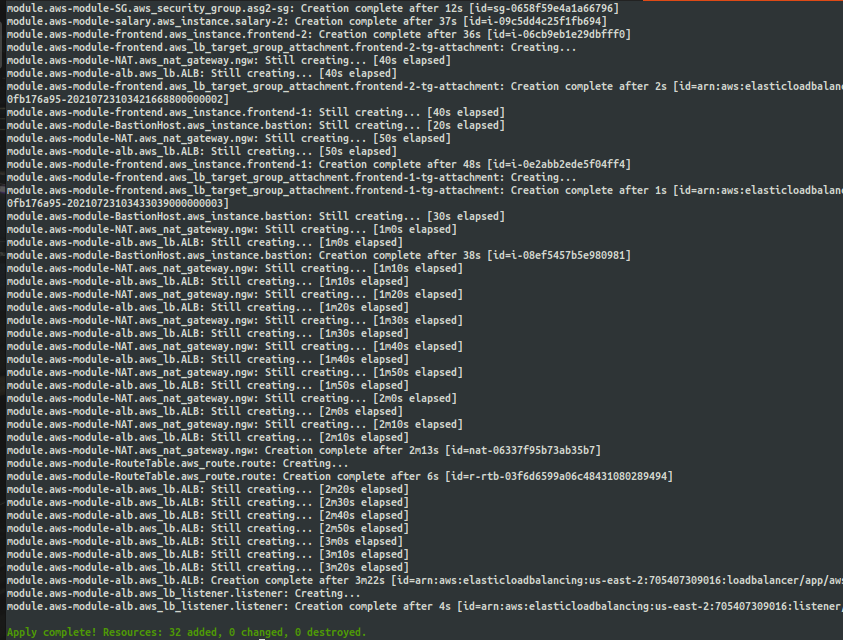 module.aws-module-SG.aws_security_group.asg2-sg: Creation complete after 12s [id=sg-0658f59e4a1a66796]
module.aws-module-salary.aws_instance.salary-2: Creation complete after 37s [id=i-09c5dd4c25f1fb694]
module.aws-module-frontend.aws_instance.frontend-2: Creation complete after 36s [id=i-06cb9eb1e29dbfff0]
module.aws-module-frontend.aws_lb_target_group_attachment.frontend-2-tg-attachment: Creating...
module.aws-module-NAT.aws_nat_gateway.ngw: Still creating... [40s elapsed]
module.aws-module-alb.aws_lb.ALB: Still creating... [40s elapsed]
module.aws-module-frontend.aws_lb_target_group_attachment.frontend-2-tg-attachment: Creation complete after 2s [id=arn:aws:elasticloadbalanc
0fb176a95-20210723103421668800000002]
module.aws-module-frontend.aws_instance.frontend-1: Still creating... [40s elapsed]
module.aws-module-BastionHost.aws_instance.bastion: Still creating... [20s elapsed]
module.aws-module-NAT.aws_nat_gateway.ngw: Still creating... [50s elapsed]
module.aws-module-alb.aws_lb.ALB: Still creating... [50s elapsed]
module.aws-module-frontend.aws_instance.frontend-1: Creation complete after 48s [id=i-0e2abb2ede5f04ff4]
module.aws-module-frontend.aws_lb_target_group_attachment.frontend-1-tg-attachment: Creating...
module.aws-module-frontend.aws_lb_target_group_attachment.frontend-1-tg-attachment: Creation complete after 1s [id=arn:aws:elasticloadbalanc
0fb176a95-20210723103433039000000003]
module.aws-module-BastionHost.aws_instance.bastion: Still creating... [30s elapsed]
module.aws-module-NAT.aws_nat_gateway.ngw: Still creating... [1m0s elapsed]
module.aws-module-alb.aws_lb.ALB: Still creating... [1m0s elapsed]
module.aws-module-BastionHost.aws_instance.bastion: Creation complete after 38s [id=i-08ef5457b5e980981]
module.aws-module-NAT.aws_nat_gateway.ngw: Still creating... [1m10s elapsed]
module.aws-module-alb.aws_lb.ALB: Still creating... [1m10s elapsed]
module.aws-module-NAT.aws_nat_gateway.ngw: Still creating... [1m20s elapsed]
module.aws-module-alb.aws_lb.ALB: Still creating... [1m20s elapsed]
module.aws-module-NAT.aws_nat_gateway.ngw: Still creating... [1m30s elapsed]
module.aws-module-alb.aws_lb.ALB: Still creating... [1m30s elapsed]
module.aws-module-NAT.aws_nat_gateway.ngw: Still creating... [1m40s elapsed]
module.aws-module-alb.aws_lb.ALB: Still creating... [1m40s elapsed]
module.aws-module-NAT.aws_nat_gateway.ngw: Still creating... [1m50s elapsed]
module.aws-module-alb.aws_lb.ALB: Still creating... [1m50s elapsed]
module.aws-module-NAT.aws_nat_gateway.ngw: Still creating... [2m0s elapsed]
module.aws-module-alb.aws_lb.ALB: Still creating... [2m0s elapsed]
module.aws-module-NAT.aws_nat_gateway.ngw: Still creating... [2m10s elapsed]
module.aws-module-alb.aws_lb.ALB: Still creating... [2m10s elapsed]
module.aws-module-NAT.aws_nat_gateway.ngw: Creation complete after 2m13s [id=nat-06337f95b73ab35b7]
module.aws-module-RouteTable.aws_route.route: Creating...
module.aws-module-RouteTable.aws_route.route: Creation complete after 6s [id=r-rtb-03f6d6599a06c48431080289494]
module.aws-module-alb.aws_lb.ALB: Still creating... [2m20s elapsed]
module.aws-module-alb.aws_lb.ALB: Still creating... [2m30s elapsed]
module.aws-module-alb.aws_lb.ALB: Still creating... [2m40s elapsed]
module.aws-module-alb.aws_lb.ALB: Still creating... [2m50s elapsed]
module.aws-module-alb.aws_lb.ALB: Still creating... [3m0s elapsed]
module.aws-module-alb.aws_lb.ALB: Still creating... [3m10s elapsed]
module.aws-module-alb.aws_lb.ALB: Still creating... [3m20s elapsed]
module.aws-module-alb.aws_lb.ALB: Creation complete after 3m22s [id=arn:aws:elasticloadbalancing:us-east-2:705407309016:loadbalancer/app/aws
module.aws-module-alb.aws_lb_listener.listener: Creating...
module.aws-module-alb.aws_lb_listener.listener: Creation complete after 4s [id=arn:aws:elasticloadbalancing:us-east-2:705407309016:listener/
Apply complete! Resources: 32 added, 0 changed, 0 destroyed.